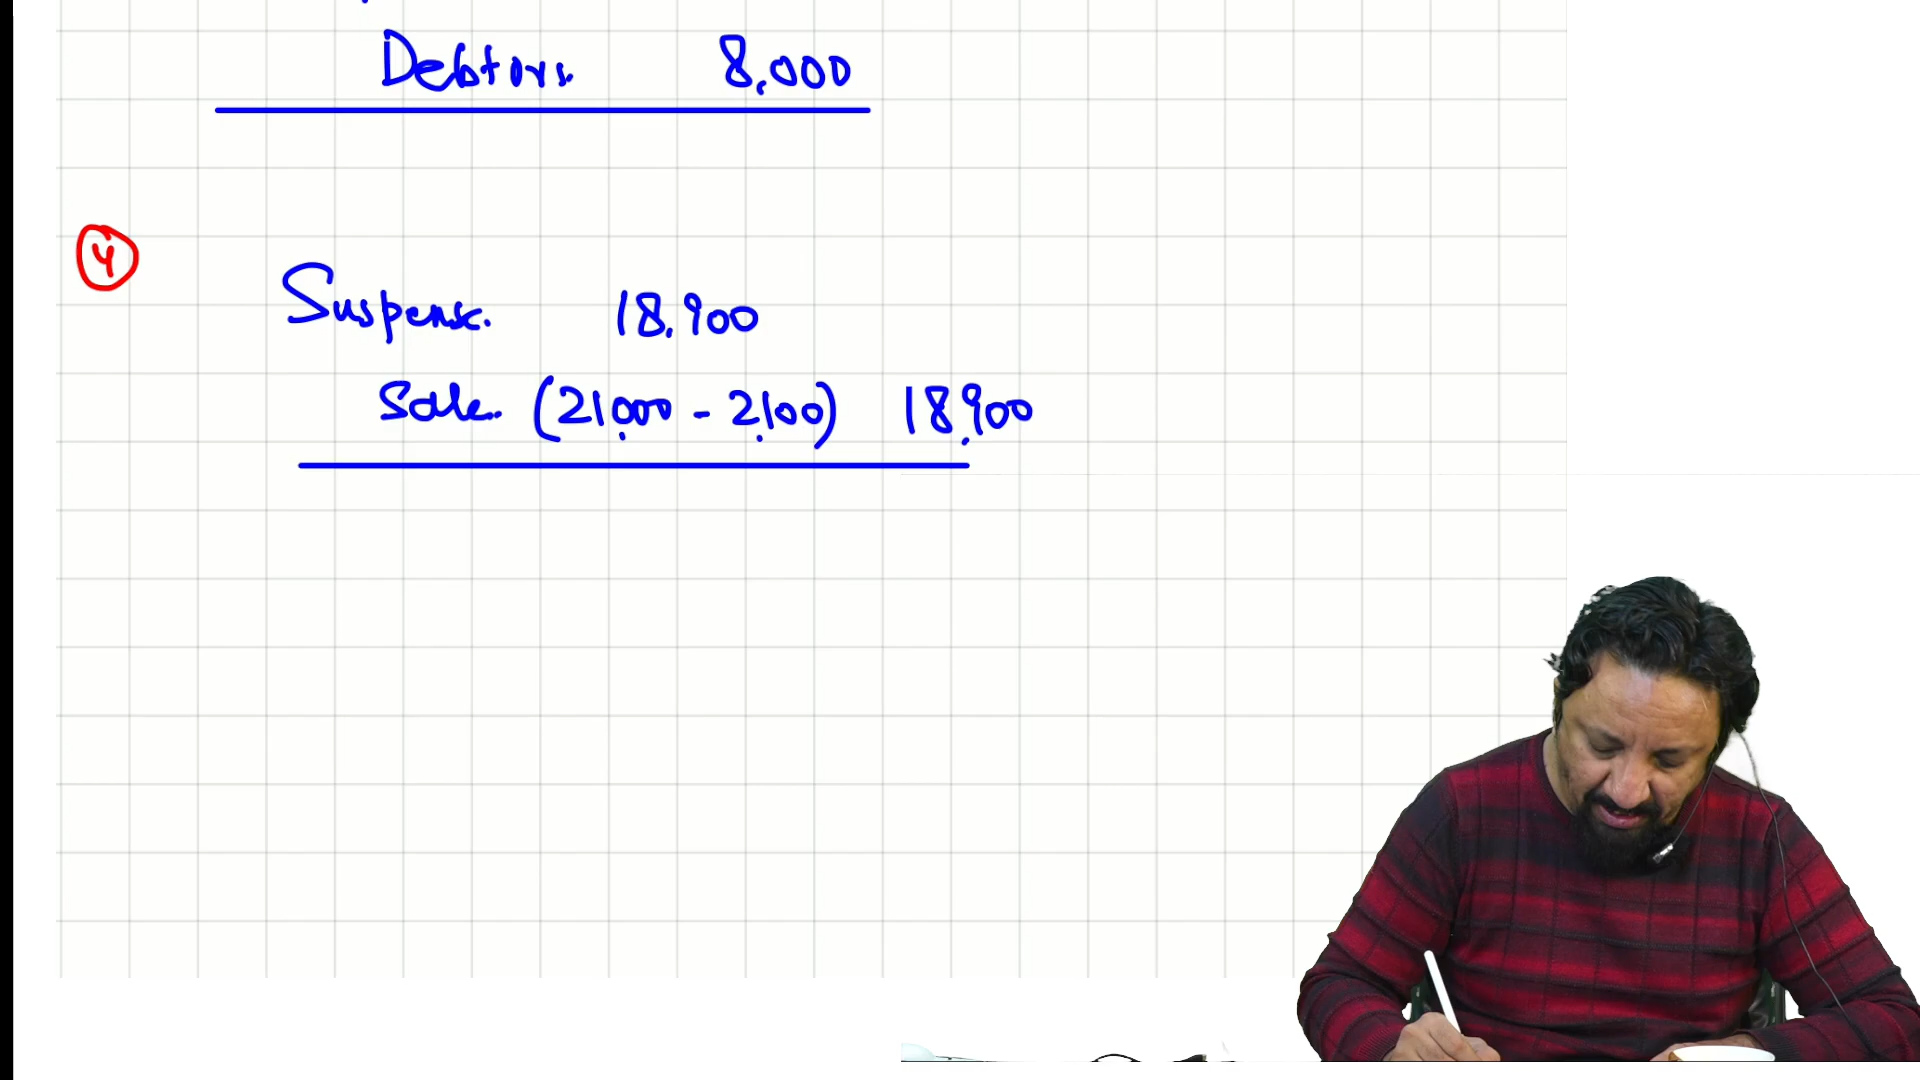 Debtors. 8,000
4
Suspense. 18,900
Sale. (21,000 - 2,100) 18,900